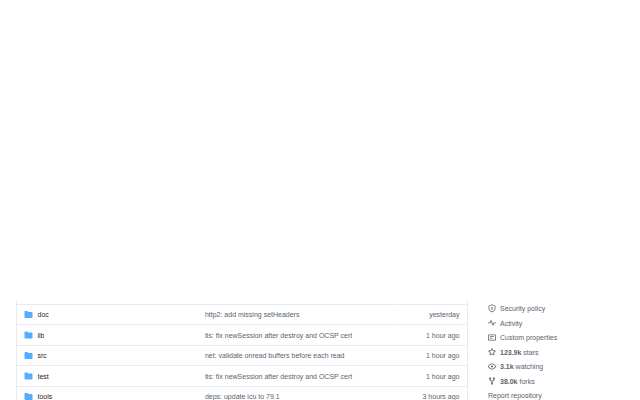 doc http2: add missing setHeaders yesterday
lib tls: fix newSession after destroy and OCSP cert 1 hour ago
src net: validate onread buffers before each read 1 hour ago
test tls: fix newSession after destroy and OCSP cert 1 hour ago
tools deps: update icu to 79.1 3 hours ago
Security policy
Activity
Custom properties
123.9k stars
3.1k watching
38.0k forks
Report repository